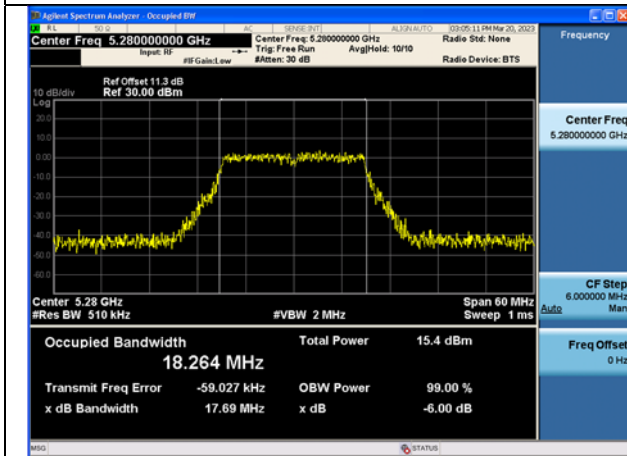 Agilent Spectrum Analyzer - Occupied BW
RL 50 Ω AC SENSE:INT ALIGNAUTO 03:05:11 PM Mar 20, 2023
Center Freq 5.280000000 GHz
Center Freq: 5.280000000 GHz
Radio Std: None
Input: RF
Trig: Free Run
Avg|Hold: 10/10
#IFGain:Low
#Atten: 30 dB
Radio Device: BTS
Frequency
Ref Offset 11.3 dB
10 dB/div
Ref 30.00 dBm
Log
20.0
10.0
0.00
-10.0
-20.0
-30.0
-40.0
-50.0
-60.0
Center Freq
5.280000000 GHz
Center 5.28 GHz
Span 60 MHz
#Res BW 510 kHz
#VBW 2 MHz
Sweep 1 ms
CF Step
6.000000 MHz
Auto Man
Occupied Bandwidth
Total Power 15.4 dBm
18.264 MHz
Freq Offset
0 Hz
Transmit Freq Error -59.027 kHz
OBW Power 99.00 %
x dB Bandwidth 17.69 MHz
x dB -6.00 dB
MSG
STATUS